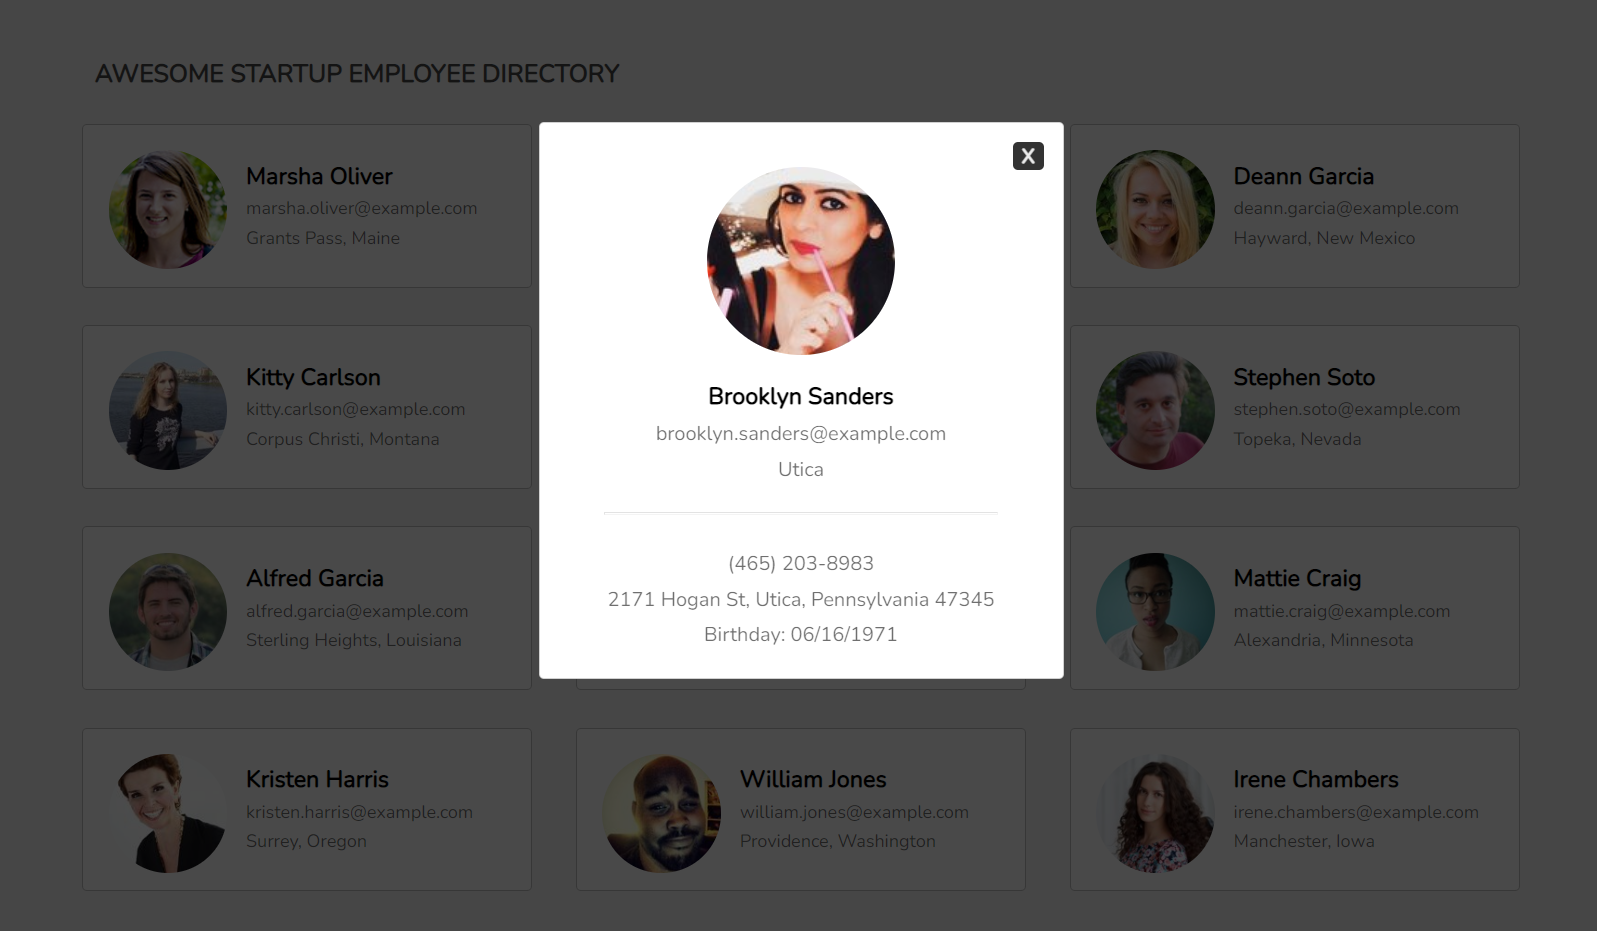 AWESOME STARTUP EMPLOYEE DIRECTORY
Marsha Oliver
marsha.oliver@example.com
Grants Pass, Maine
X
Brooklyn Sanders
brooklyn.sanders@example.com
Utica
(465) 203-8983
2171 Hogan St, Utica, Pennsylvania 47345
Birthday: 06/16/1971
Deann Garcia
deann.garcia@example.com
Hayward, New Mexico
Kitty Carlson
kitty.carlson@example.com
Corpus Christi, Montana
Stephen Soto
stephen.soto@example.com
Topeka, Nevada
Alfred Garcia
alfred.garcia@example.com
Sterling Heights, Louisiana
Mattie Craig
mattie.craig@example.com
Alexandria, Minnesota
Kristen Harris
kristen.harris@example.com
Surrey, Oregon
William Jones
william.jones@example.com
Providence, Washington
Irene Chambers
irene.chambers@example.com
Manchester, Iowa